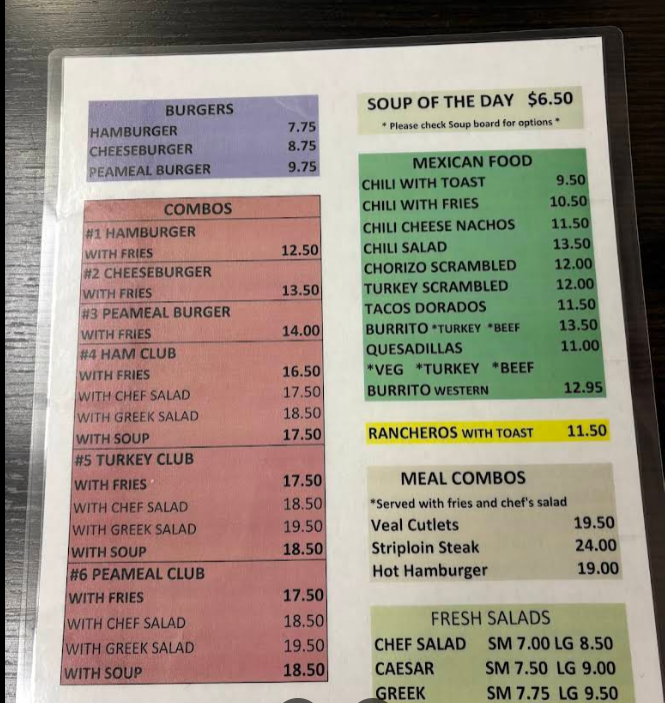 BURGERS
HAMBURGER 7.75
CHEESEBURGER 8.75
PEAMEAL BURGER 9.75
COMBOS
#1 HAMBURGER
WITH FRIES 12.50
#2 CHEESEBURGER
WITH FRIES 13.50
#3 PEAMEAL BURGER
WITH FRIES 14.00
#4 HAM CLUB
WITH FRIES 16.50
WITH CHEF SALAD 17.50
WITH GREEK SALAD 18.50
WITH SOUP 17.50
#5 TURKEY CLUB
WITH FRIES 17.50
WITH CHEF SALAD 18.50
WITH GREEK SALAD 19.50
WITH SOUP 18.50
#6 PEAMEAL CLUB
WITH FRIES 17.50
WITH CHEF SALAD 18.50
WITH GREEK SALAD 19.50
WITH SOUP 18.50
SOUP OF THE DAY $6.50
* Please check Soup board for options *
MEXICAN FOOD
CHILI WITH TOAST 9.50
CHILI WITH FRIES 10.50
CHILI CHEESE NACHOS 11.50
CHILI SALAD 13.50
CHORIZO SCRAMBLED 12.00
TURKEY SCRAMBLED 12.00
TACOS DORADOS 11.50
BURRITO *TURKEY *BEEF 13.50
QUESADILLAS 11.00
*VEG *TURKEY *BEEF
BURRITO WESTERN 12.95
RANCHEROS WITH TOAST 11.50
MEAL COMBOS
*Served with fries and chef's salad
Veal Cutlets 19.50
Striploin Steak 24.00
Hot Hamburger 19.00
FRESH SALADS
CHEF SALAD SM 7.00 LG 8.50
CAESAR SM 7.50 LG 9.00
GREEK SM 7.75 LG 9.50